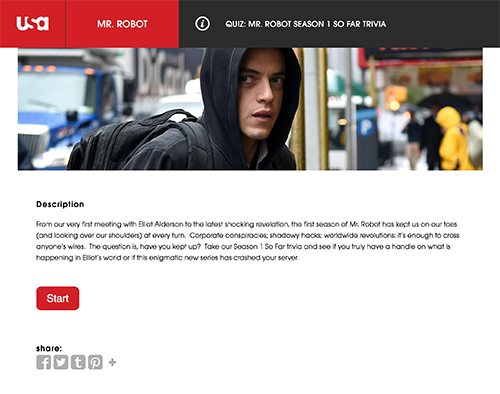 usa MR. ROBOT i QUIZ: MR. ROBOT SEASON 1 SO FAR TRIVIA
Description
From our very first meeting with Elliot Alderson to the latest shocking revelation, the first season of Mr. Robot has kept us on our toes
(and looking over our shoulders) at every turn. Corporate conspiracies; shadowy hacks; worldwide revolutions: it's enough to cross
anyone's wires. The question is, have you kept up? Take our Season 1 So Far trivia and see if you truly have a handle on what is
happening in Elliot's world or if this enigmatic new series has crashed your server.
Start
share: